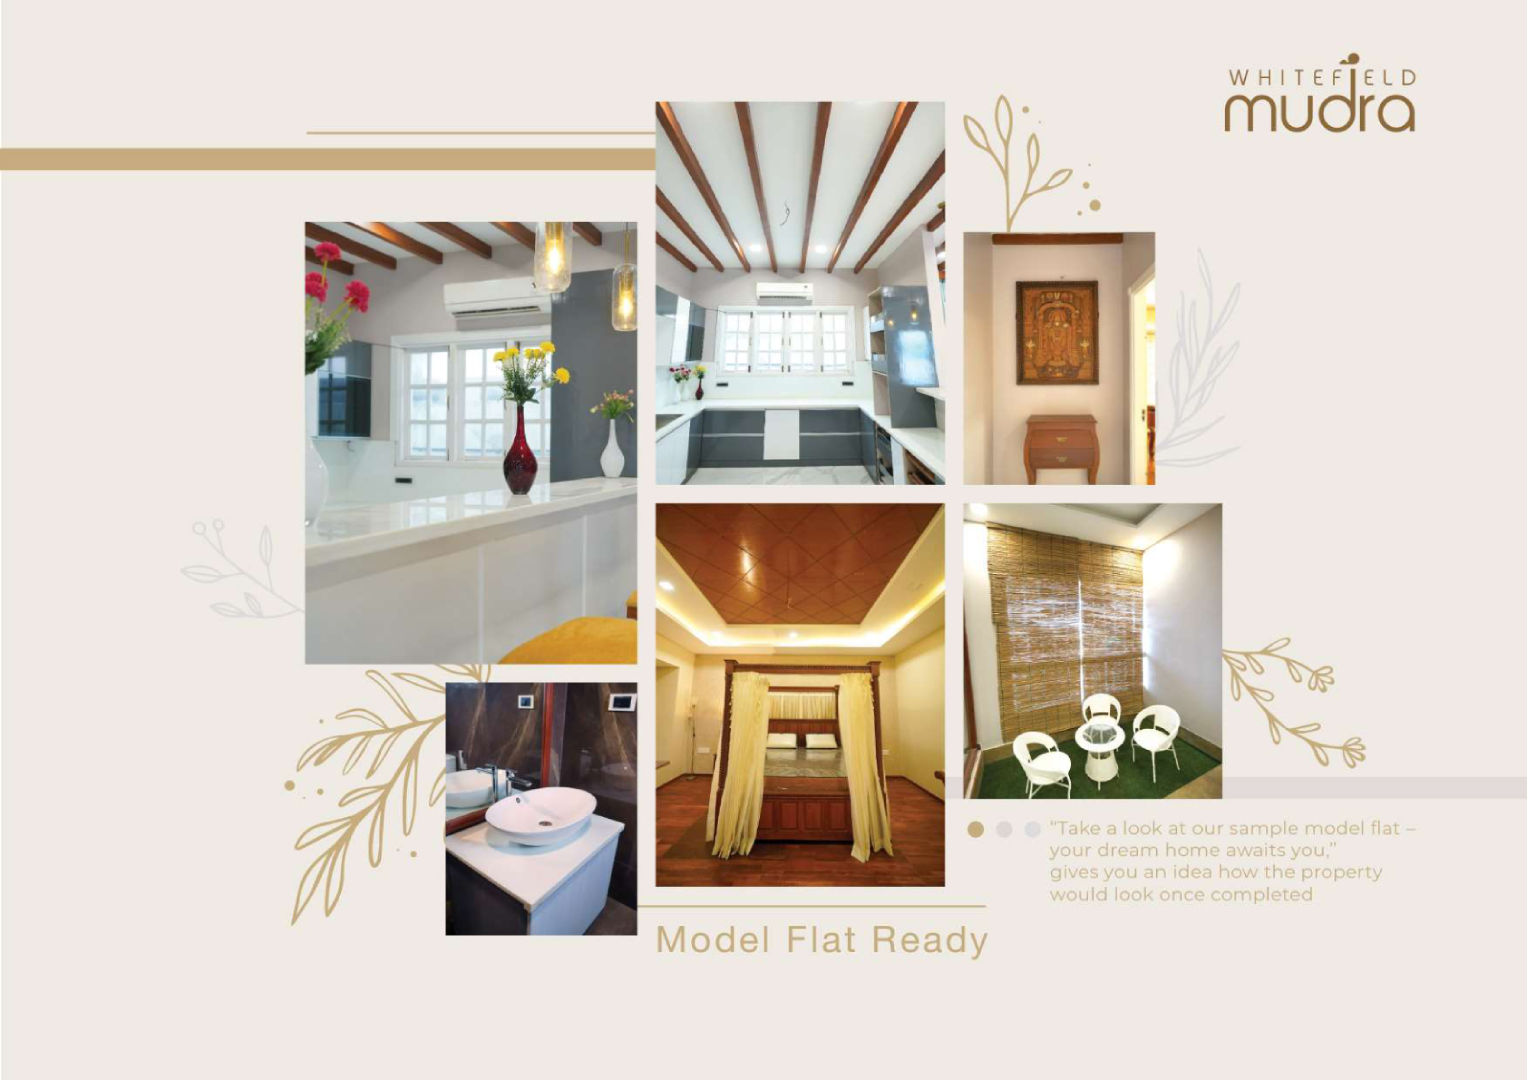 WHITEFIELD
mudra
"Take a look at our sample model flat –
your dream home awaits you,"
gives you an idea how the property
would look once completed
Model Flat Ready